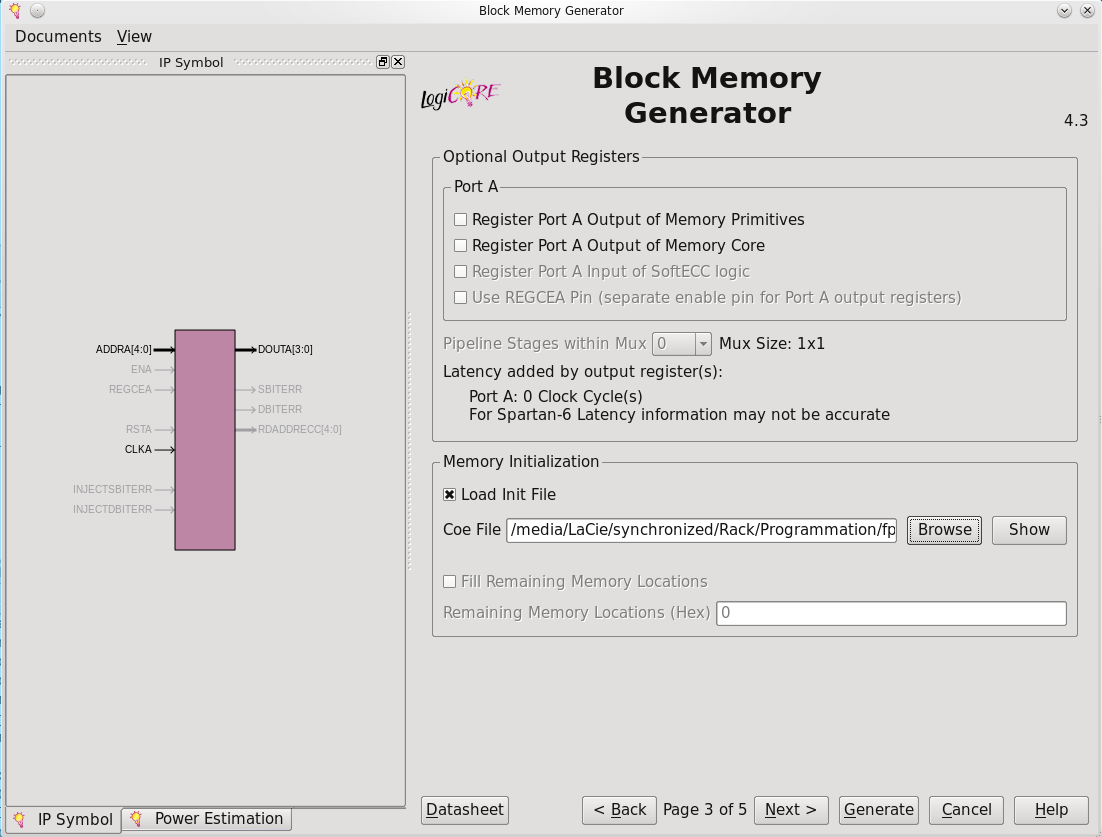 Block Memory Generator
Documents View
IP Symbol
LogiCORE
Block Memory
Generator
4.3
ADDRA[4:0]
ENA
REGCEA
RSTA
CLKA
INJECTSBITERR
INJECTDBITERR
DOUTA[3:0]
SBITERR
DBITERR
RDADDRECC[4:0]
Optional Output Registers
Port A
Register Port A Output of Memory Primitives
Register Port A Output of Memory Core
Register Port A Input of SoftECC logic
Use REGCEA Pin (separate enable pin for Port A output registers)
Pipeline Stages within Mux 0 Mux Size: 1x1
Latency added by output register(s):
Port A: 0 Clock Cycle(s)
For Spartan-6 Latency information may not be accurate
Memory Initialization
Load Init File
Coe File /media/LaCie/synchronized/Rack/Programmation/fp Browse Show
Fill Remaining Memory Locations
Remaining Memory Locations (Hex) 0
IP Symbol Power Estimation
Datasheet < Back Page 3 of 5 Next > Generate Cancel Help